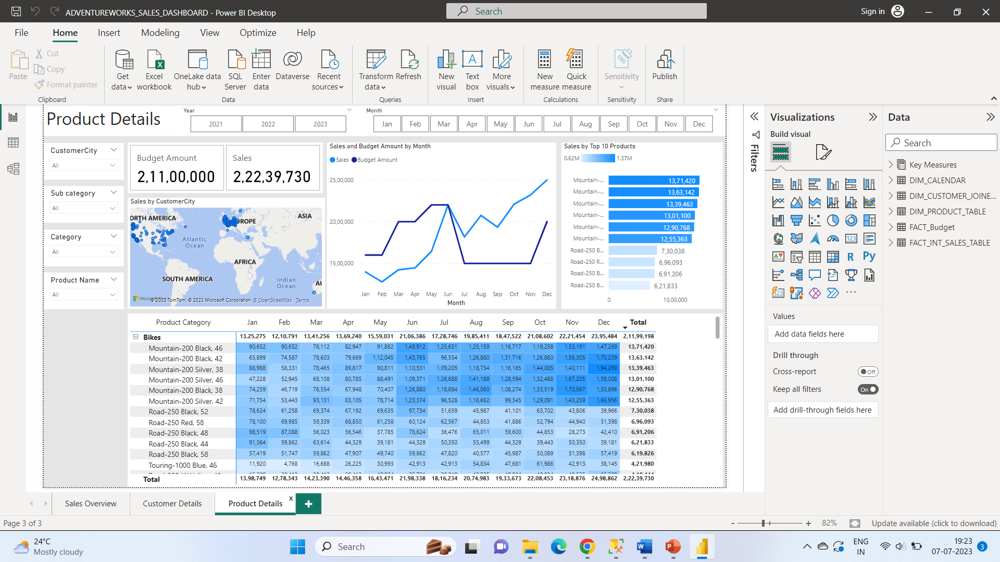 ADVENTUREWORKS_SALES_DASHBOARD - Power BI Desktop
Search
Sign in
File Home Insert Modeling View Optimize Help
Paste
Cut
Copy
Format painter
Clipboard
Get data
Excel workbook
OneLake data hub
SQL Server
Enter data
Dataverse
Recent sources
Data
Transform data
Refresh
Queries
New visual
Text box
More visuals
Insert
New measure
Quick measure
Calculations
Sensitivity
Sensitivity
Publish
Share
Product Details
Year
2021 2022 2023
Month
Jan Feb Mar Apr May Jun Jul Aug Sep Oct Nov Dec
CustomerCity
All
Sub category
All
Category
All
Product Name
All
Budget Amount
2,11,00,000
Sales
2,22,39,730
Sales by CustomerCity
ORTH AMERICA
ROPE
ASIA
Atlantic
Ocean
AFRICA
SOUTH AMERICA
Indian
Ocean
AU
© 2023 TomTom, © 2023 Microsoft Corporation, © OpenStreetMap Terms
Sales and Budget Amount by Month
Sales Budget Amount
25,00,000
20,00,000
15,00,000
Jan Feb Mar Apr May Jun Jul Aug Sep Oct Nov Dec
Month
Sales by Top 10 Products
0.62M 1.37M
Mountain-... 13,71,420
Mountain-... 13,63,142
Mountain-... 13,39,463
Mountain-... 13,01,100
Mountain-... 12,90,768
Mountain-... 12,55,363
Road-250 B... 7,30,038
Road-250 R... 6,96,093
Road-250 B... 6,91,206
Road-250 B... 6,21,833
0 10,00,000
Product Category Jan Feb Mar Apr May Jun Jul Aug Sep Oct Nov Dec Total
Bikes 13,25,275 12,10,791 13,41,256 13,69,240 15,59,031 21,06,386 17,28,746 19,85,411 18,47,522 21,08,602 22,21,454 23,95,484 2,11,99,198
Mountain-200 Black, 46 90,652 90,652 78,112 82,947 91,882 1,49,912 1,25,651 1,25,159 1,16,717 1,19,258 1,53,191 1,47,289 13,71,420
Mountain-200 Black, 42 65,899 74,587 78,603 79,669 1,12,045 1,43,765 96,554 1,26,880 1,31,716 1,26,880 1,56,305 1,70,239 13,63,142
Mountain-200 Silver, 38 88,988 58,331 78,465 89,817 90,811 1,10,531 1,09,205 1,18,734 1,16,165 1,44,005 1,40,111 1,94,299 13,39,463
Mountain-200 Silver, 46 47,228 52,945 68,108 80,785 88,491 1,09,371 1,26,688 1,41,188 1,28,594 1,32,488 1,67,205 1,58,008 13,01,100
Mountain-200 Black, 38 74,259 46,719 76,554 67,948 70,407 1,26,880 1,18,684 1,46,060 1,08,274 1,33,519 1,70,567 1,50,896 12,90,768
Mountain-200 Silver, 42 71,754 53,443 93,131 83,105 78,714 1,23,374 96,528 1,16,662 99,345 1,29,091 1,43,259 1,66,956 12,55,363
Road-250 Black, 52 78,624 61,258 69,374 67,192 69,635 97,734 51,659 45,987 41,101 63,702 43,806 39,966 7,30,038
Road-250 Red, 58 78,100 69,985 59,339 68,850 61,258 60,124 62,567 44,853 41,886 52,794 44,940 51,398 6,96,093
Road-250 Black, 48 98,519 87,088 56,023 56,546 37,785 78,624 36,476 65,011 59,600 44,853 28,273 42,410 6,91,206
Road-250 Black, 44 91,364 59,862 63,614 44,329 39,181 44,329 50,350 55,499 44,329 39,443 50,350 39,181 6,21,833
Road-250 Black, 58 57,419 51,747 59,862 47,907 49,740 59,862 47,820 40,577 45,987 50,089 51,398 57,419 6,19,826
Touring-1000 Blue, 46 11,920 4,768 16,688 26,225 30,993 42,913 42,913 54,834 47,681 61,986 42,913 38,145 4,21,980
Total 13,98,749 12,78,343 14,23,390 14,46,358 16,43,471 21,98,338 18,16,234 20,74,983 19,33,673 22,08,453 23,18,876 24,98,862 2,22,39,730
Filters
Visualizations
Build visual
123
R Py
123
Values
Add data fields here
Drill through
Cross-report Off
Keep all filters On
Add drill-through fields here
Data
Search
Key Measures
DIM_CALENDAR
DIM_CUSTOMER_JOINE...
DIM_PRODUCT_TABLE
FACT_Budget
FACT_INT_SALES_TABLE
Sales Overview Customer Details Product Details x +
Page 3 of 3
- + 82%
Update available (click to download)
24°C
Mostly cloudy
Search
ENG
IN
19:23
07-07-2023
3